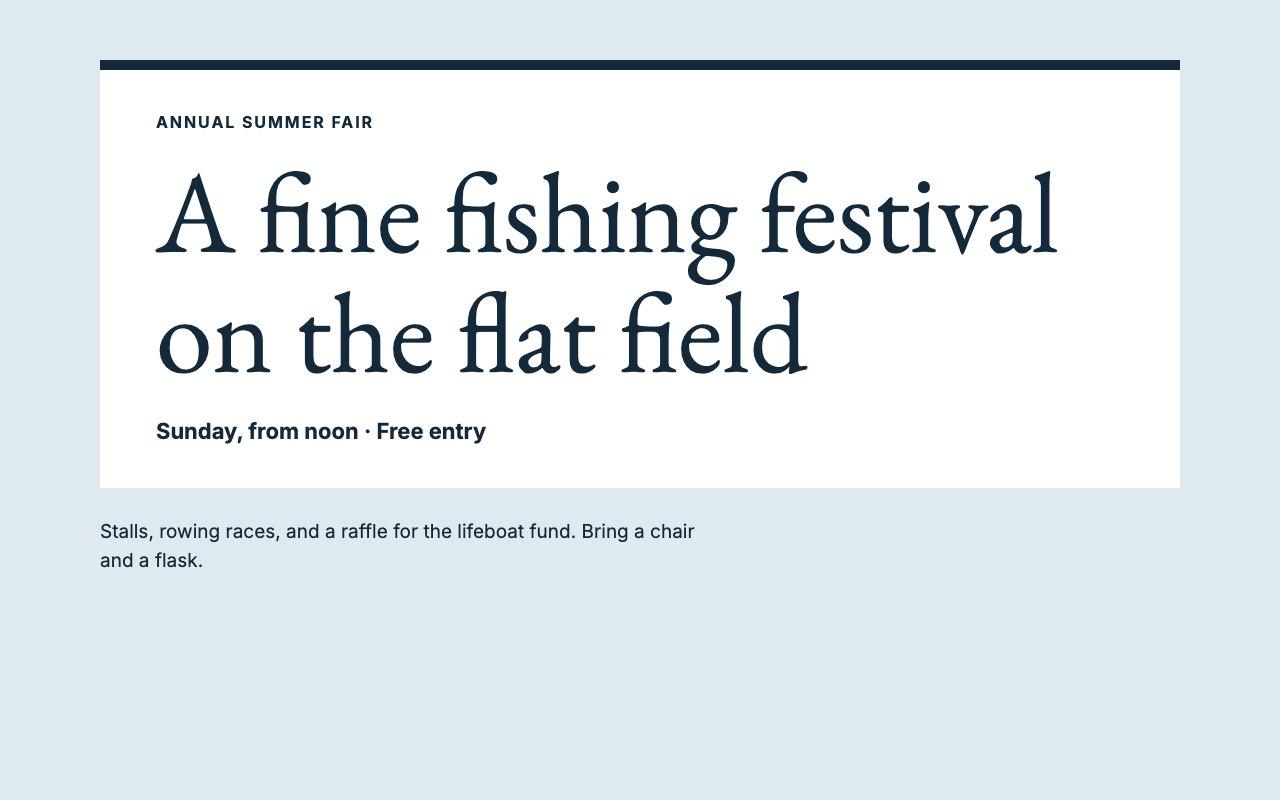 ANNUAL SUMMER FAIR
A fine fishing festival
on the flat field
Sunday, from noon · Free entry
Stalls, rowing races, and a raffle for the lifeboat fund. Bring a chair
and a flask.